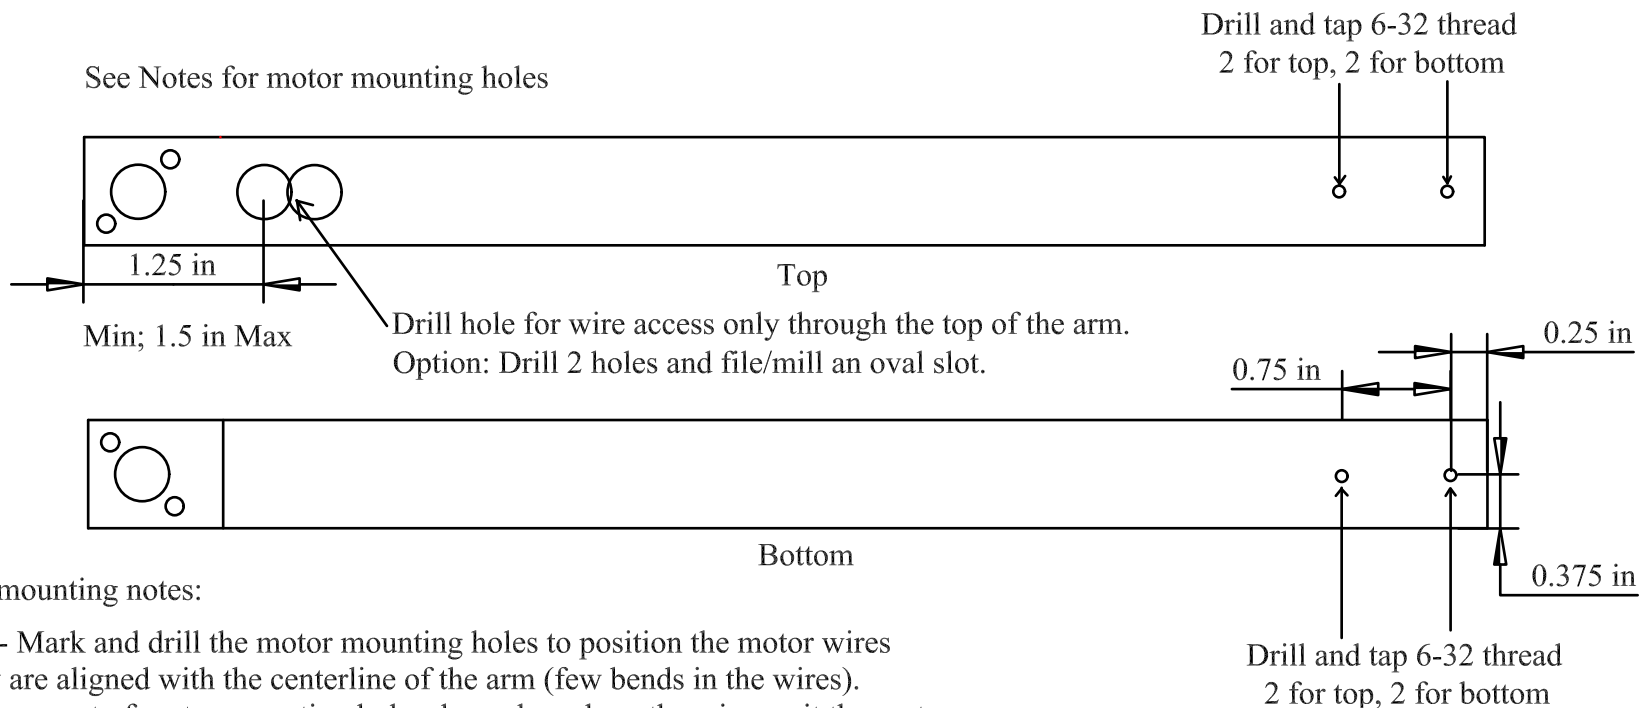 Drill and tap 6-32 thread
2 for top, 2 for bottom
See Notes for motor mounting holes
1.25 in
Top
Min; 1.5 in Max
Drill hole for wire access only through the top of the arm.
Option: Drill 2 holes and file/mill an oval slot.
0.25 in
0.75 in
Bottom
0.375 in
mounting notes:
- Mark and drill the motor mounting holes to position the motor wires
are aligned with the centerline of the arm (few bends in the wires).
Drill and tap 6-32 thread
2 for top, 2 for bottom